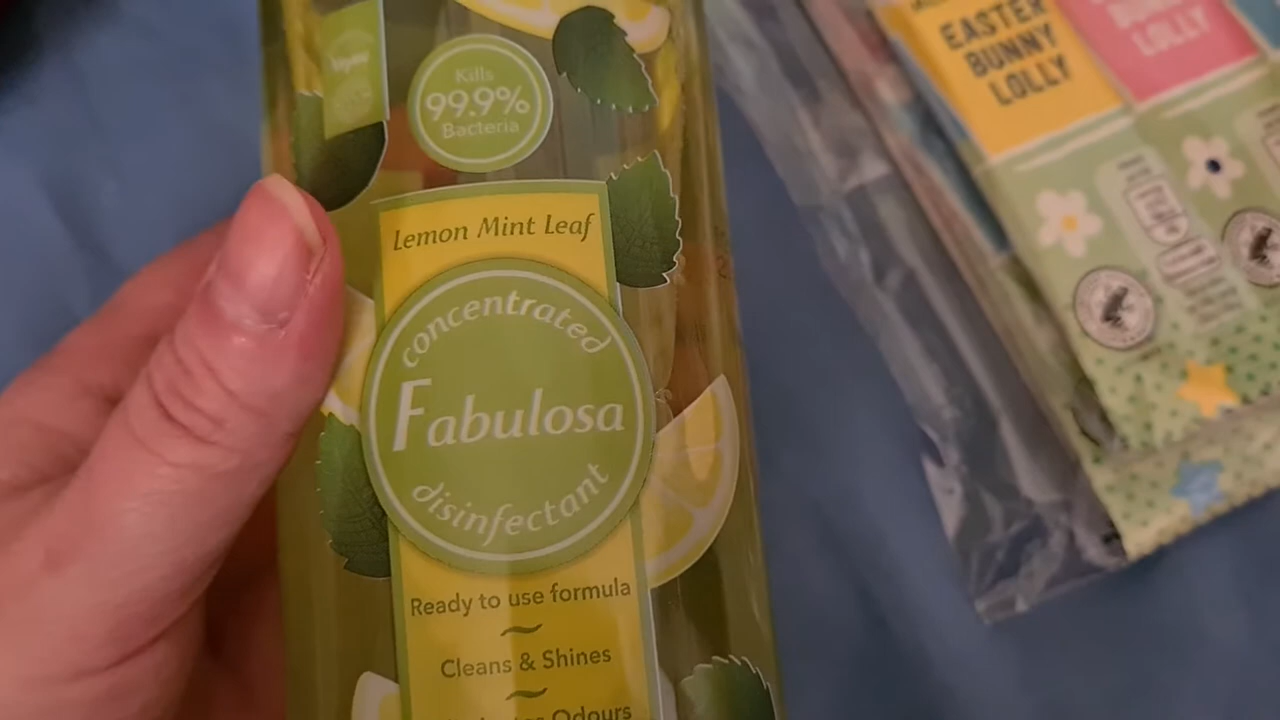 Kills
99.9%
Bacteria
Lemon Mint Leaf
concentrated
Fabulosa
disinfectant
Ready to use formula
Cleans & Shines
Odours
EASTER
BUNNY
LOLLY
LOLLY